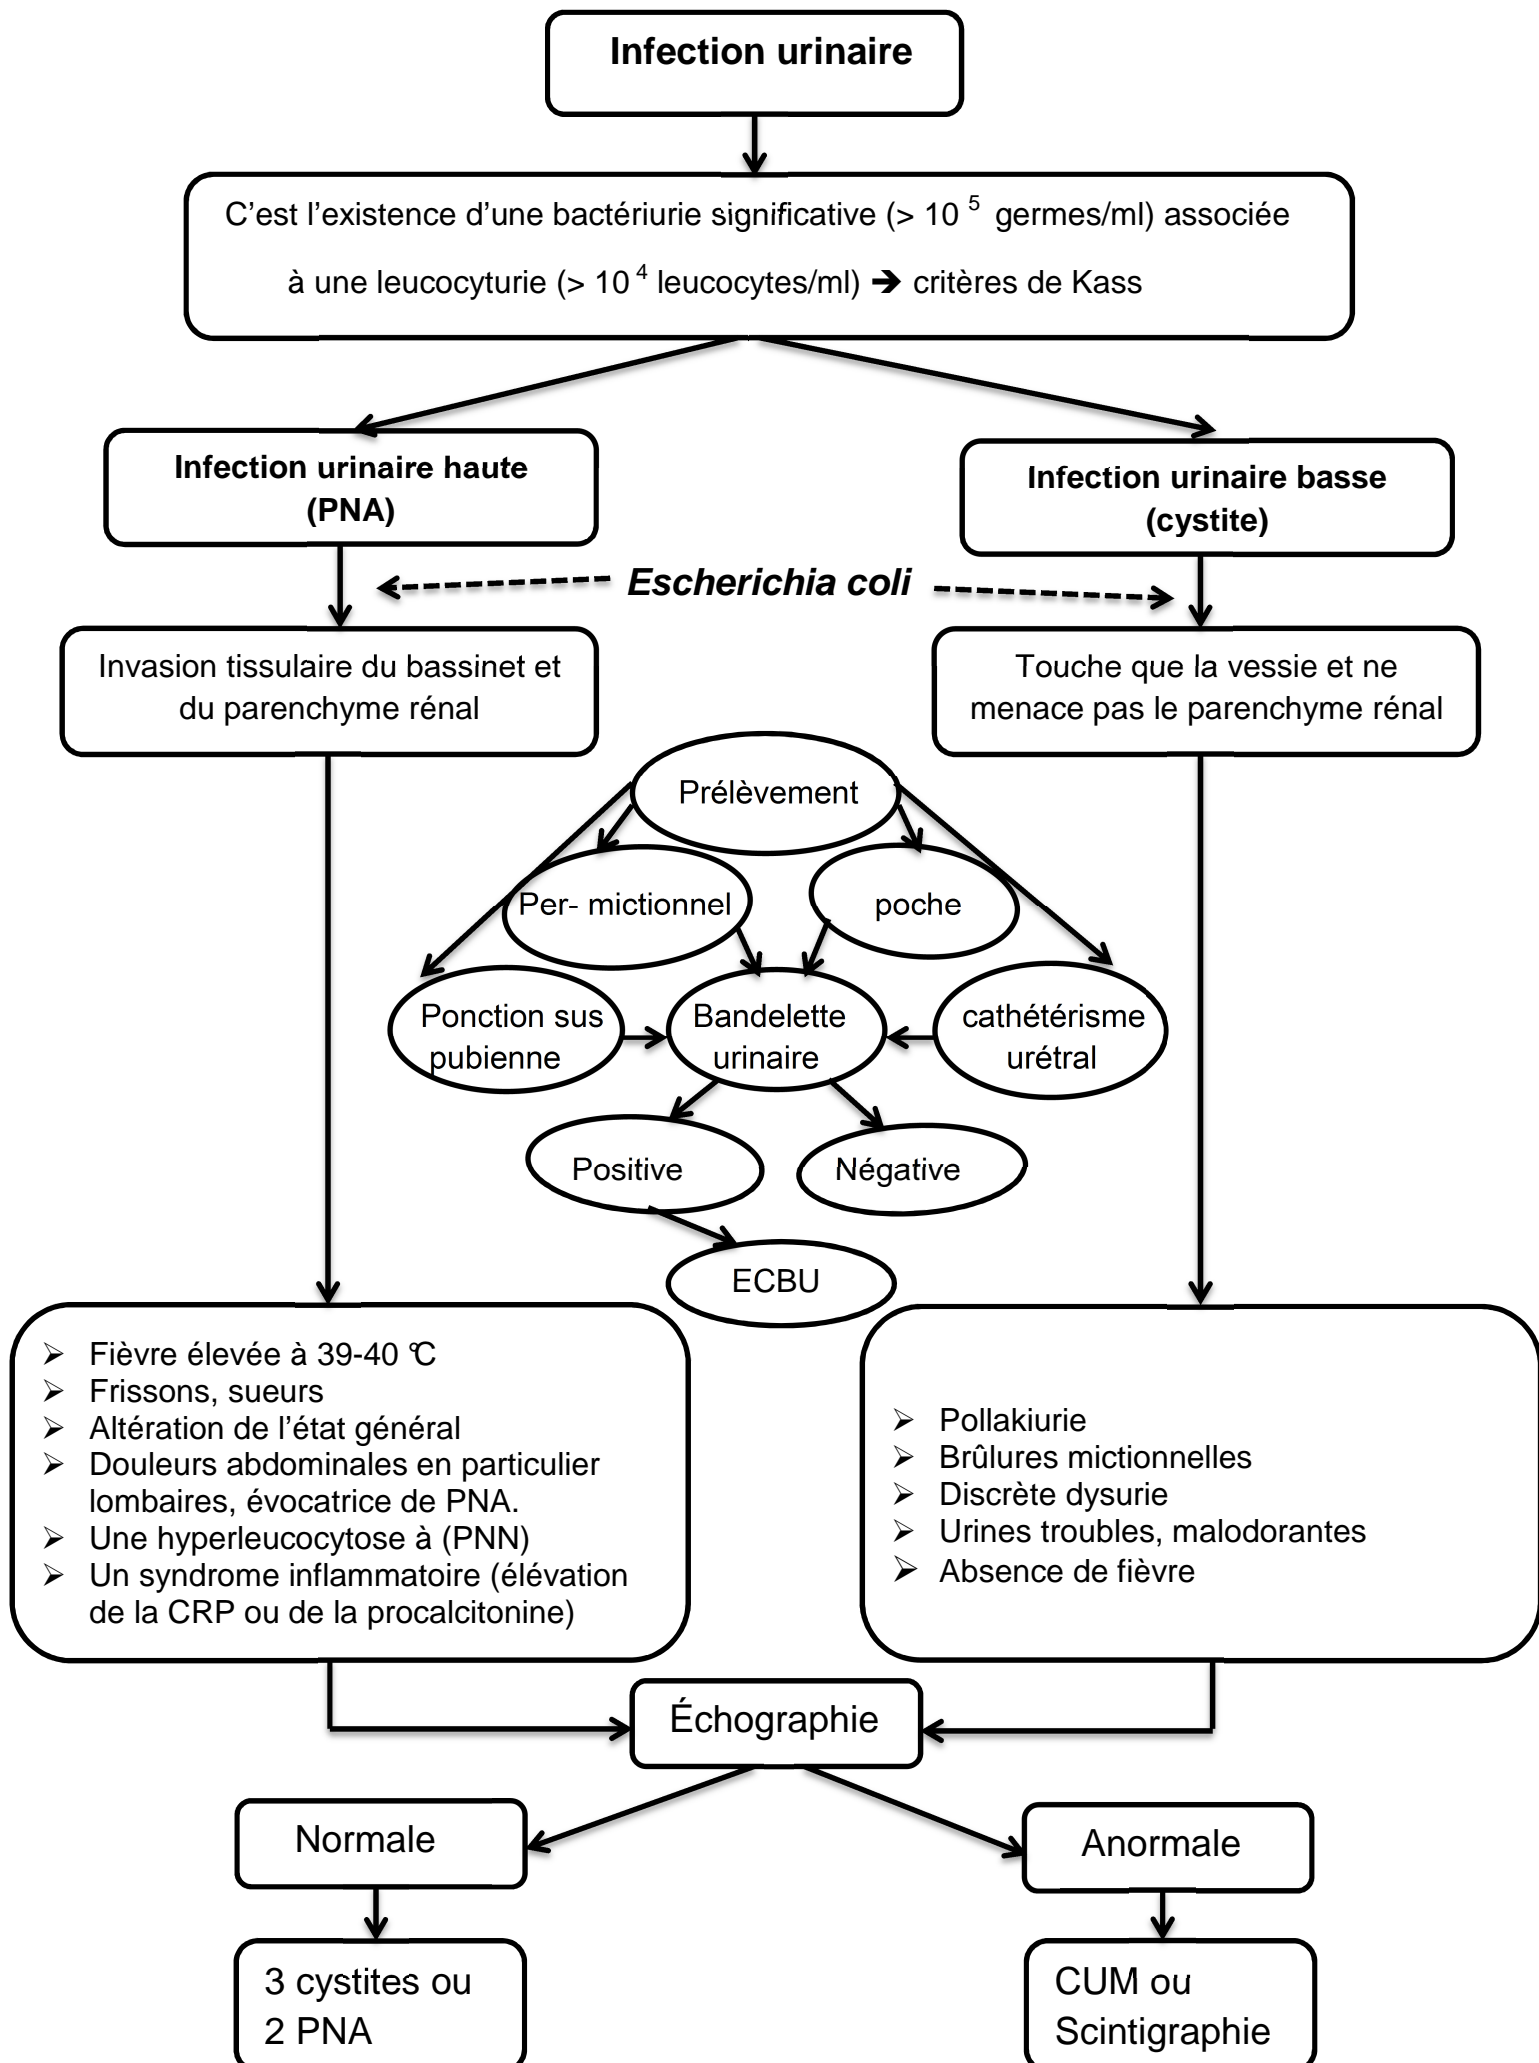 Infection urinaire
C’est l’existence d’une bactériurie significative (> 10 5 germes/ml) associée
à une leucocyturie (> 10 4 leucocytes/ml) ➔ critères de Kass
Infection urinaire haute
(PNA)
Infection urinaire basse
(cystite)
Escherichia coli
Invasion tissulaire du bassinet et
du parenchyme rénal
Touche que la vessie et ne
menace pas le parenchyme rénal
Prélèvement
Per- mictionnel
poche
Ponction sus
pubienne
Bandelette
urinaire
cathétérisme
urétral
Positive
Négative
ECBU
➢ Fièvre élevée à 39-40 °C
➢ Frissons, sueurs
➢ Altération de l’état général
➢ Douleurs abdominales en particulier
lombaires, évocatrice de PNA.
➢ Une hyperleucocytose à (PNN)
➢ Un syndrome inflammatoire (élévation
de la CRP ou de la procalcitonine)
➢ Pollakiurie
➢ Brûlures mictionnelles
➢ Discrète dysurie
➢ Urines troubles, malodorantes
➢ Absence de fièvre
Échographie
Normale
Anormale
3 cystites ou
2 PNA
CUM ou
Scintigraphie